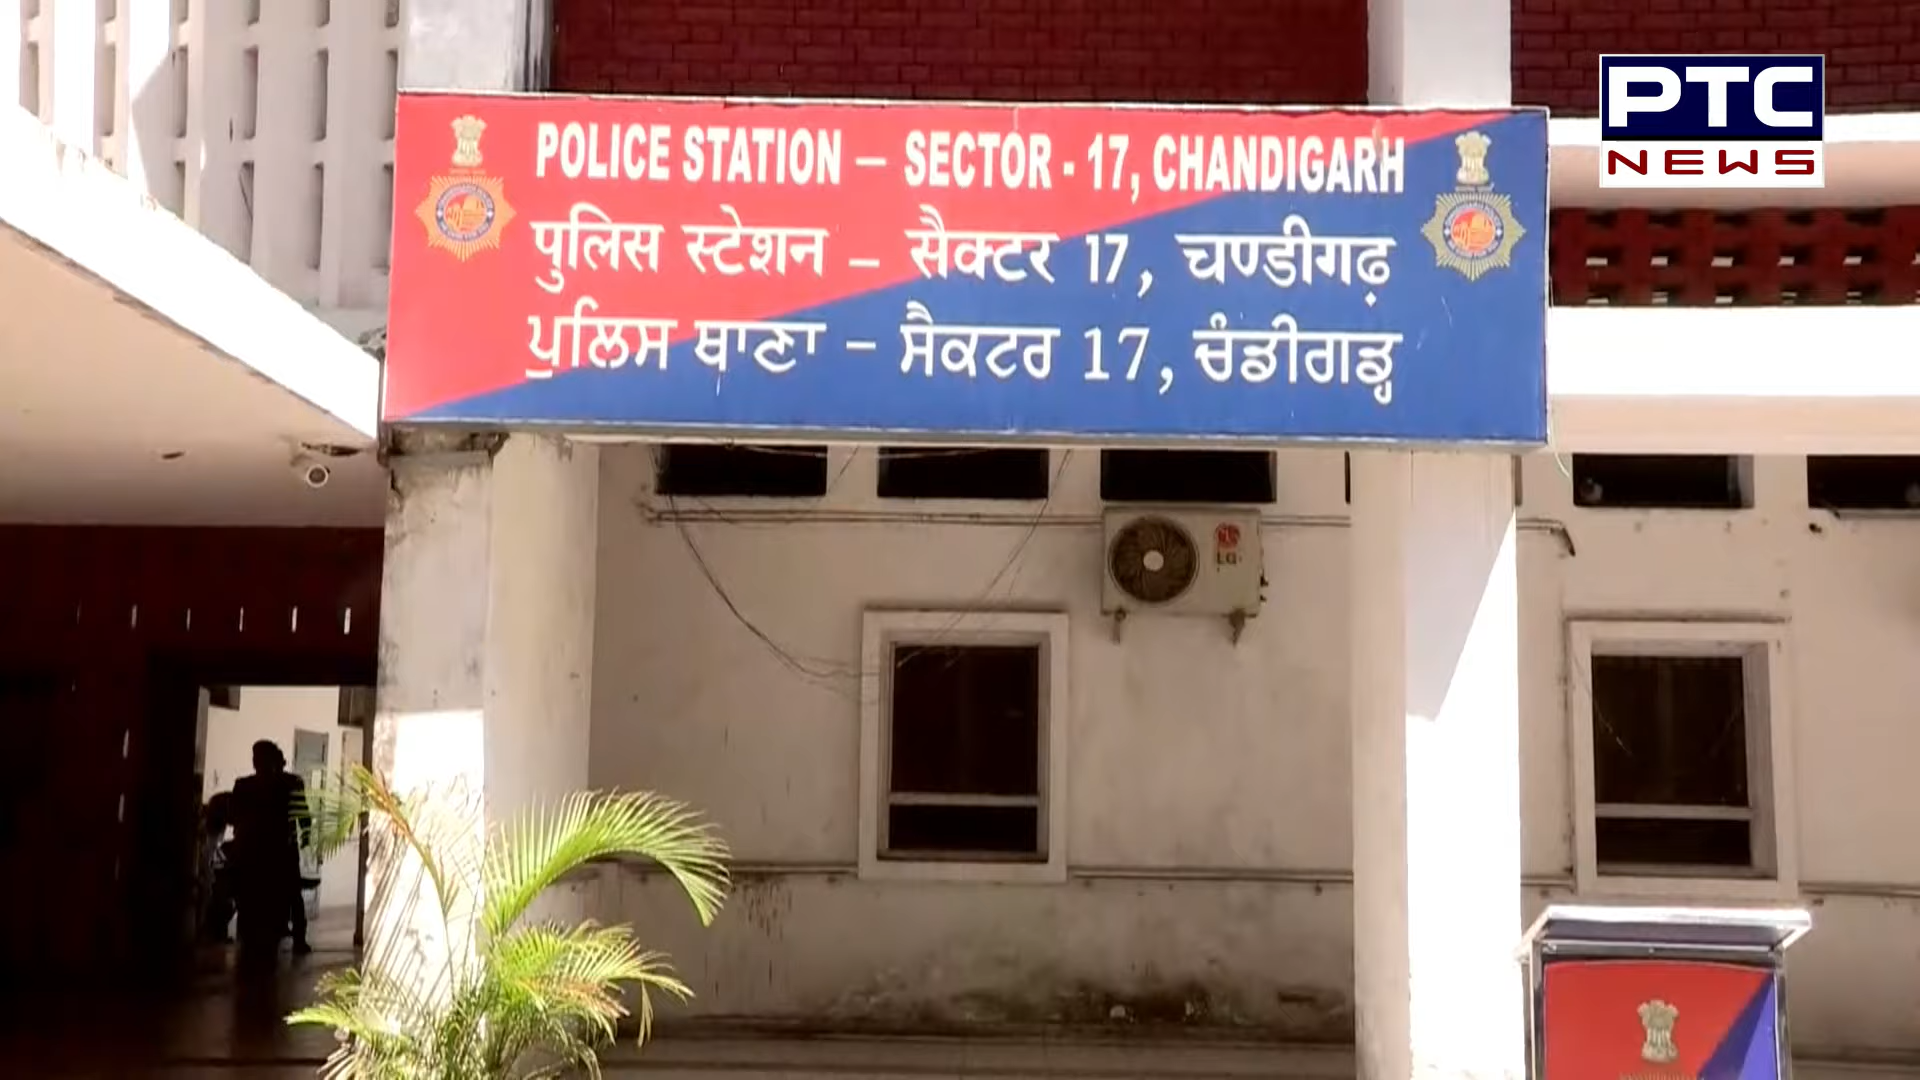 POLICE STATION – SECTOR - 17, CHANDIGARH
पुलिस स्टेशन – सैक्टर 17, चण्डीगढ़
ਪੁਲਿਸ ਥਾਣਾ - ਸੈਕਟਰ 17, ਚੰਡੀਗੜ੍ਹ
PTC
NEWS
LG